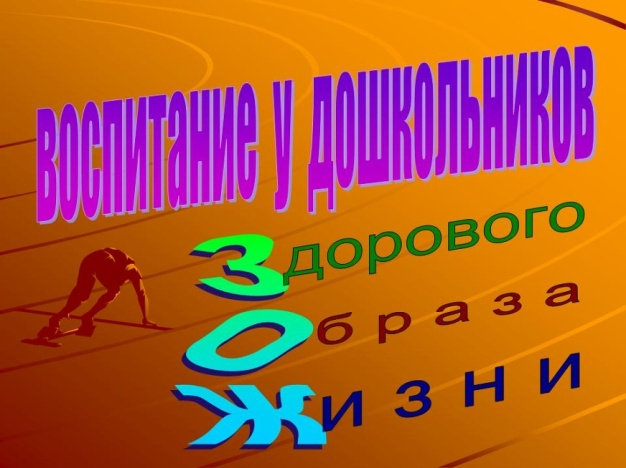 воспитание у дошкольников
Здорового
Образа
Жизни